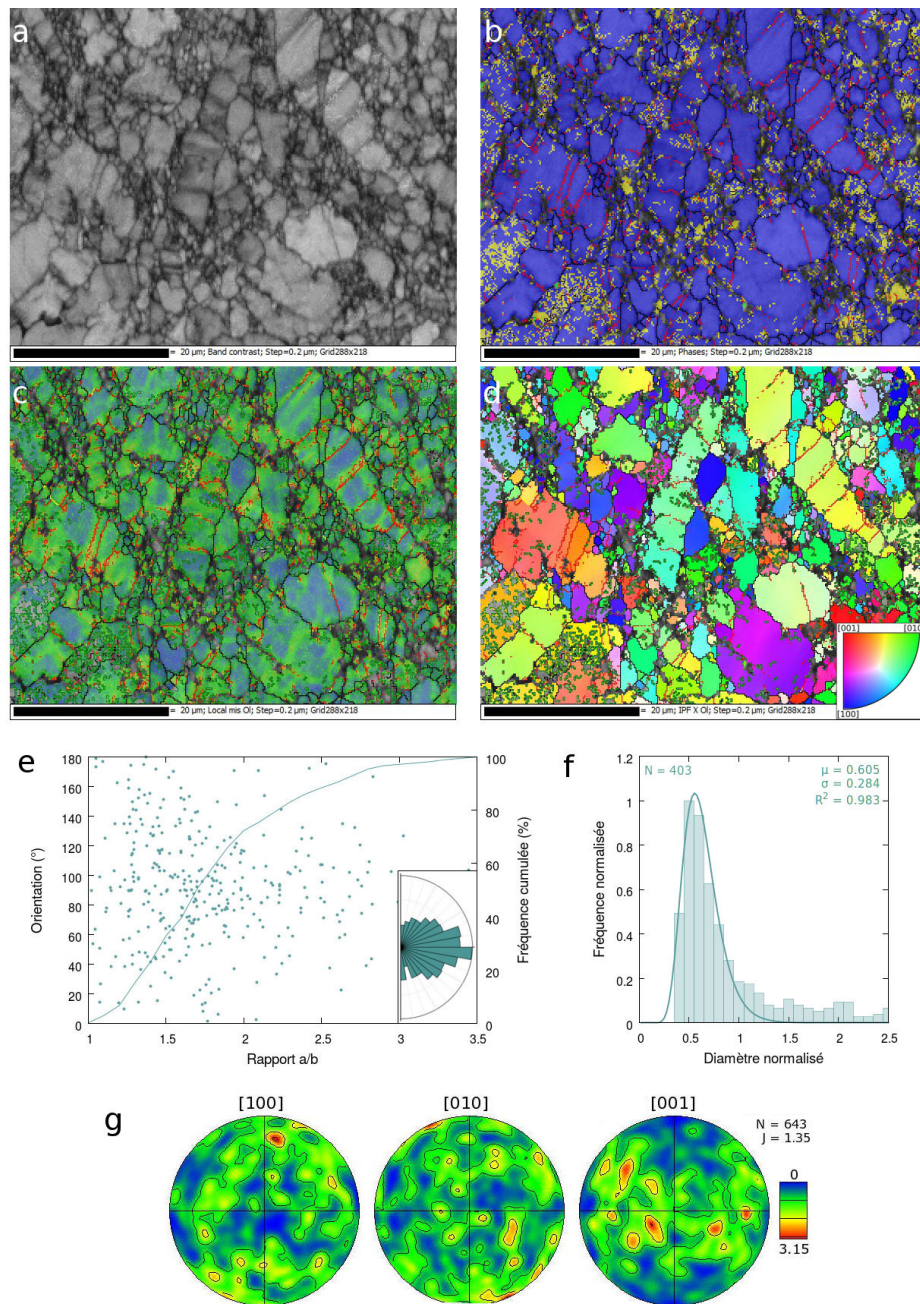 a
b
= 20 µm; Band contrast; Step=0.2 µm; Grid288x218
= 20 µm; Phases; Step=0.2 µm; Grid288x218
c
d
[001]
[010]
[100]
= 20 µm; Local mis Ol; Step=0.2 µm; Grid288x218
= 20 µm; IPF X Ol; Step=0.2 µm; Grid288x218
e
180
160
140
120
100
80
60
40
20
0
Orientation (°)
1
1.5
2
2.5
3
3.5
Rapport a/b
100
80
60
40
20
0
Fréquence cumulée (%)
f
N = 403
µ = 0.605
σ = 0.284
R² = 0.983
1.2
1
0.8
0.6
0.4
0.2
0
Fréquence normalisée
0
0.5
1
1.5
2
2.5
Diamètre normalisé
g
[100]
[010]
[001]
N = 643
J = 1.35
0
3.15